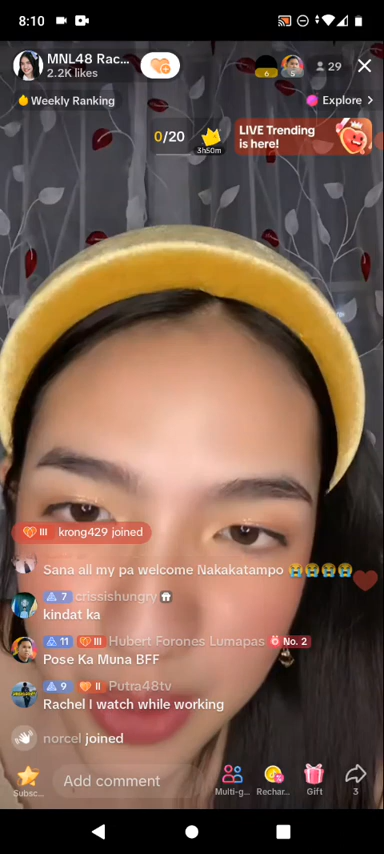 8:10
MNL48 Rac...
2.2K likes
6
5
29
Weekly Ranking
Explore >
0/20
3h50m
LIVE Trending
is here!
III krong429 joined
Sana all my pa welcome Nakakatampo 😭😭😭😭
7 crissishungry
kindat ka
11 III Hubert Forones Lumapas No. 2
Pose Ka Muna BFF
9 II Putra48tv
Rachel I watch while working
norcel joined
Subsc...
Add comment
Multi-g...
Rechar...
Gift
3